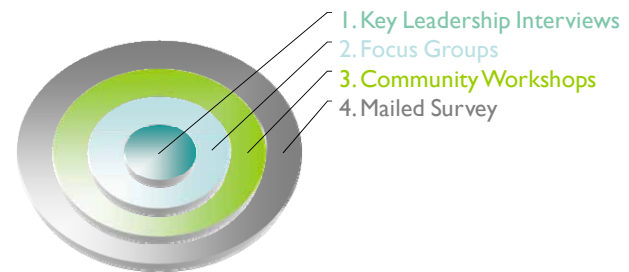 1. Key Leadership Interviews
2. Focus Groups
3. Community Workshops
4. Mailed Survey